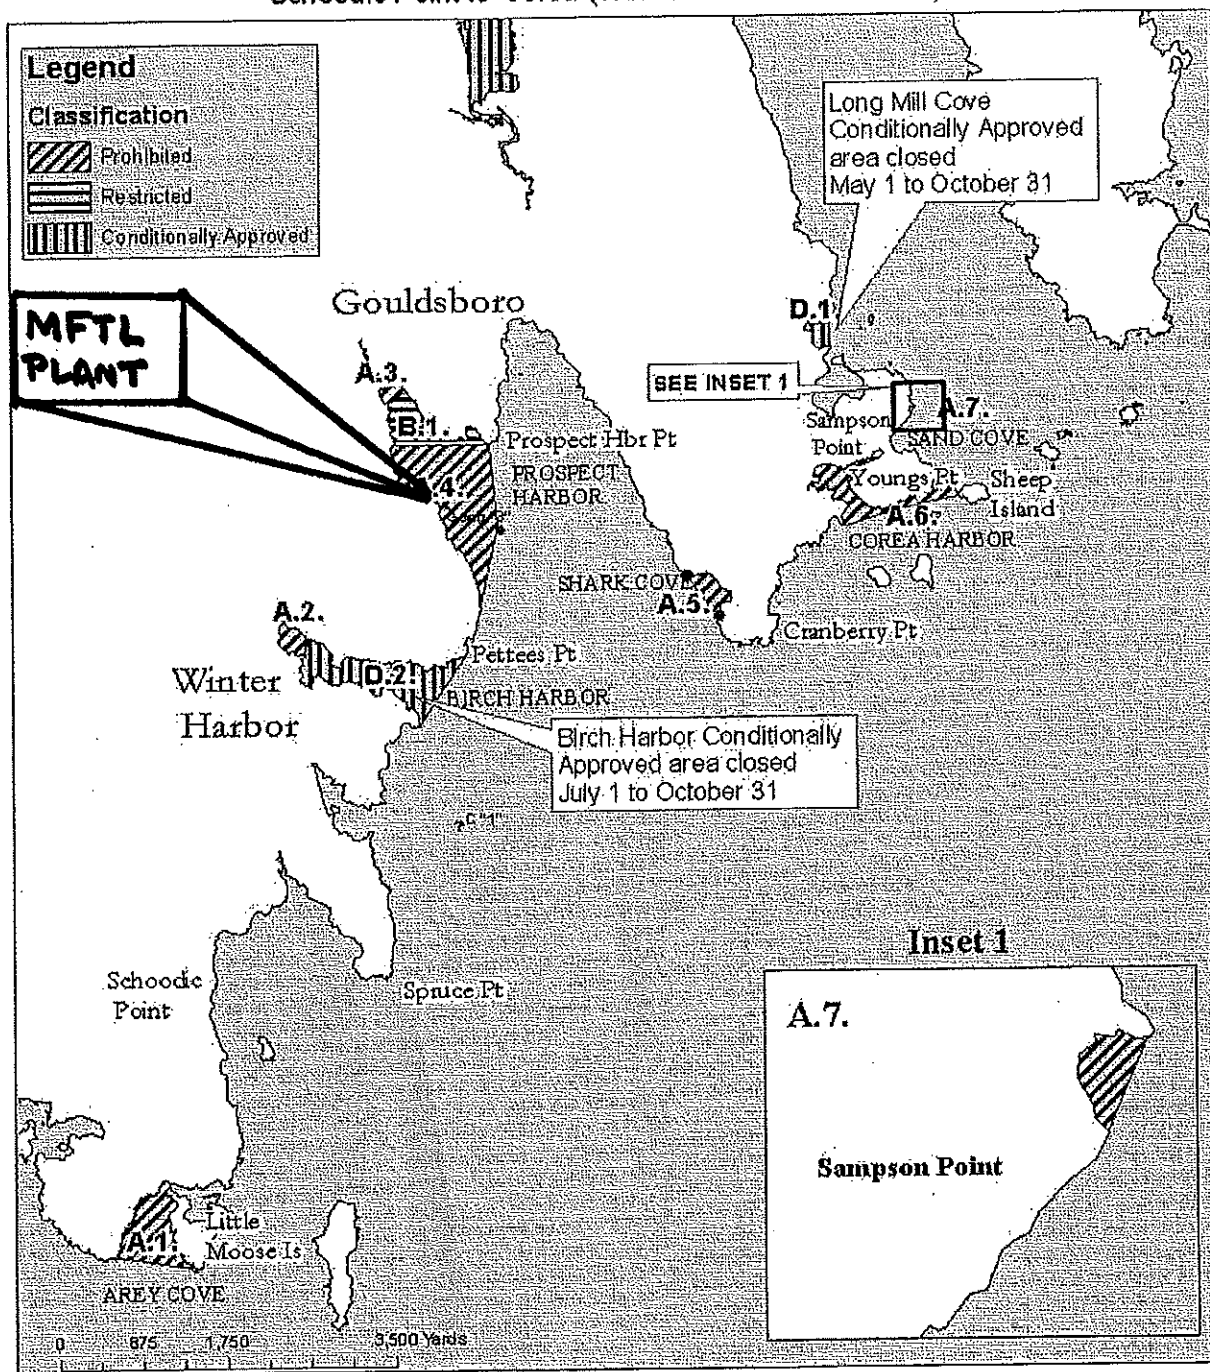 Legend
Classification
Prohibited
Restricted
Conditionally Approved
Long Mill Cove
Conditionally Approved
area closed
May 1 to October 31
MFTL
PLANT
Gouldsboro
D.1
A.3.
SEE INSET 1
B.1.
A.7.
Prospect Hbr Pt
Sampson
Point
SAND COVE
PROSPECT
HARBOR
.4.
Youngs Pt
Sheep
Island
A.6.
COREA HARBOR
SHARK COVE
A.5.
A.2.
Cranberry Pt
Pettees Pt
Winter
Harbor
D.2.
BIRCH HARBOR
Birch Harbor Conditionally
Approved area closed
July 1 to October 31
C "1"
Inset 1
Schoodic
Point
Spruce Pt
A.7.
Sampson Point
Little
Moose Is
A.1.
AREY COVE
0 875 1,750 3,500 Yards